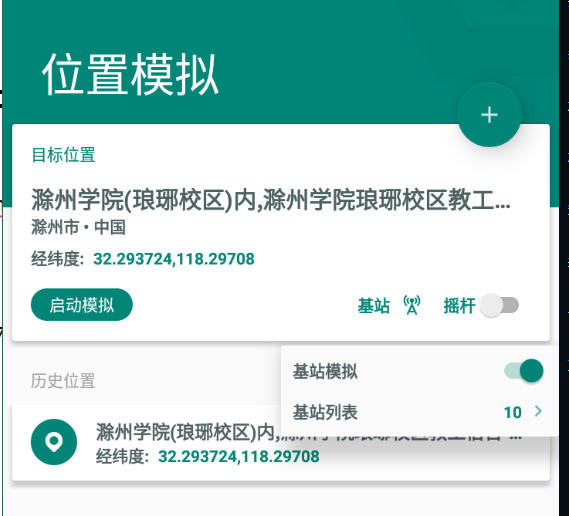 位置模拟
+
目标位置
滁州学院(琅琊校区)内,滁州学院琅琊校区教工...
滁州市 • 中国
经纬度: 32.293724,118.29708
启动模拟 基站 摇杆
历史位置
基站模拟
基站列表 10 >
滁州学院(琅琊校区)内,
经纬度: 32.293724,118.29708